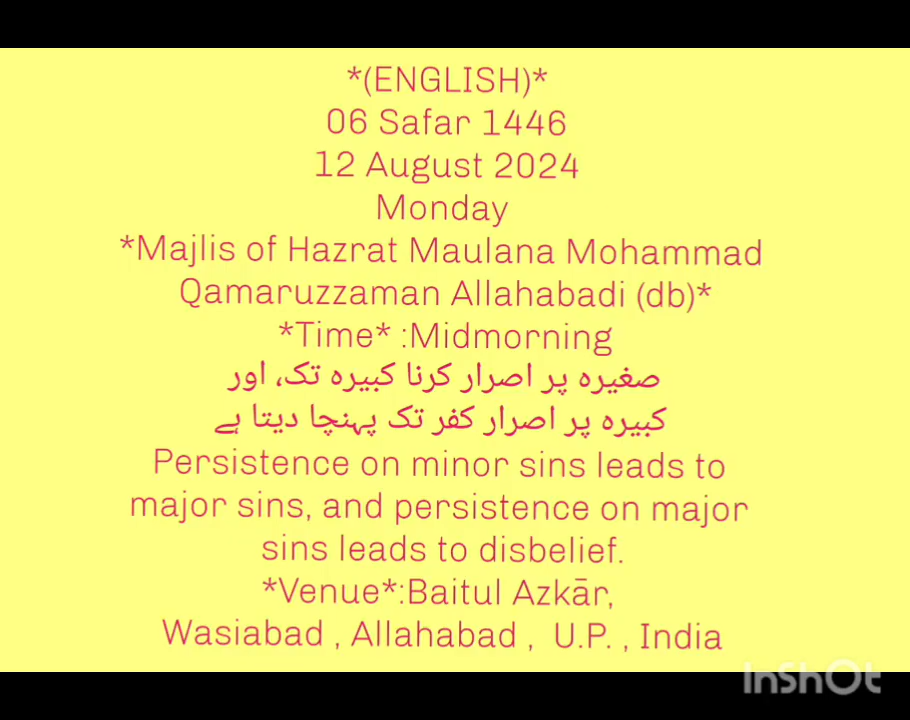 *(ENGLISH)*
06 Safar 1446
12 August 2024
Monday
*Majlis of Hazrat Maulana Mohammad
Qamaruzzaman Allahabadi (db)*
*Time* :Midmorning
صغیرہ پر اصرار کرنا کبیرہ تک، اور
کبیرہ پر اصرار کفر تک پہنچا دیتا ہے
Persistence on minor sins leads to
major sins, and persistence on major
sins leads to disbelief.
*Venue*:Baitul Azkār,
Wasiabad , Allahabad ,  U.P. , India
InShOt